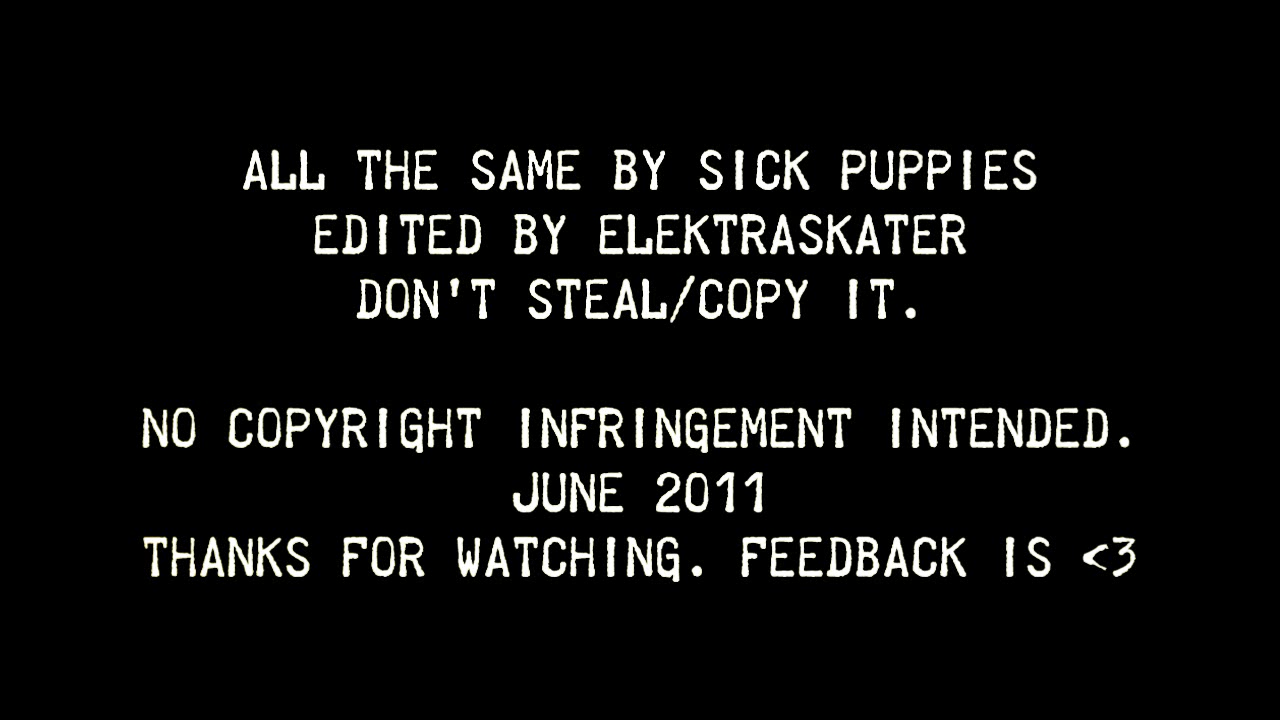 ALL THE SAME BY SICK PUPPIES
EDITED BY ELEKTRASKATER
DON'T STEAL/COPY IT.
NO COPYRIGHT INFRINGEMENT INTENDED.
JUNE 2011
THANKS FOR WATCHING. FEEDBACK IS <3